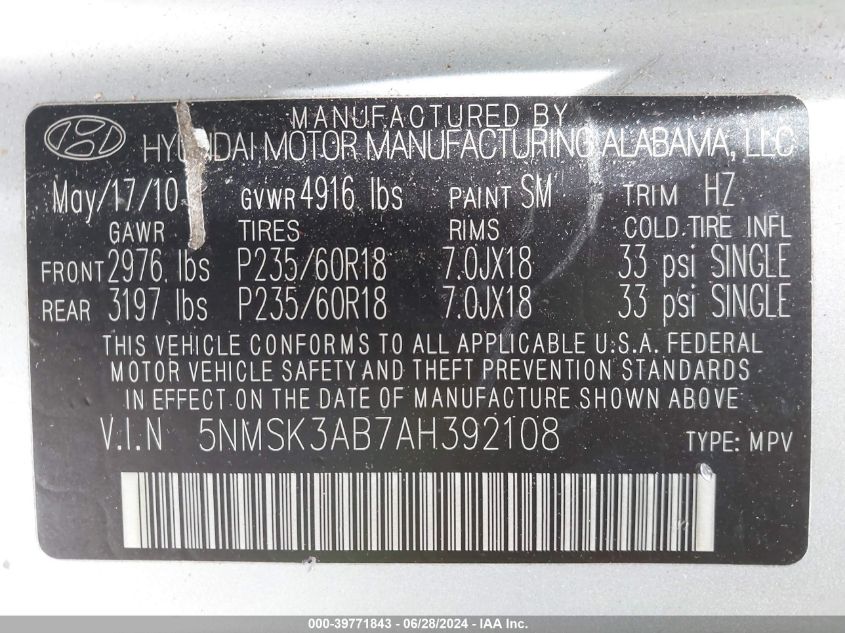 MANUFACTURED BY
HYUNDAI MOTOR MANUFACTURING ALABAMA, LLC
May/17/10 GVWR 4916 lbs PAINT SM TRIM HZ
GAWR TIRES RIMS COLD TIRE INFL
FRONT 2976 lbs P235/60R18 7.0JX18 33 psi SINGLE
REAR 3197 lbs P235/60R18 7.0JX18 33 psi SINGLE
THIS VEHICLE CONFORMS TO ALL APPLICABLE U.S.A. FEDERAL
MOTOR VEHICLE SAFETY AND THEFT PREVENTION STANDARDS
IN EFFECT ON THE DATE OF MANUFACTURE SHOWN ABOVE
V.I.N 5NMSK3AB7AH392108 TYPE: MPV
000-39771843 - 06/28/2024 - IAA Inc.